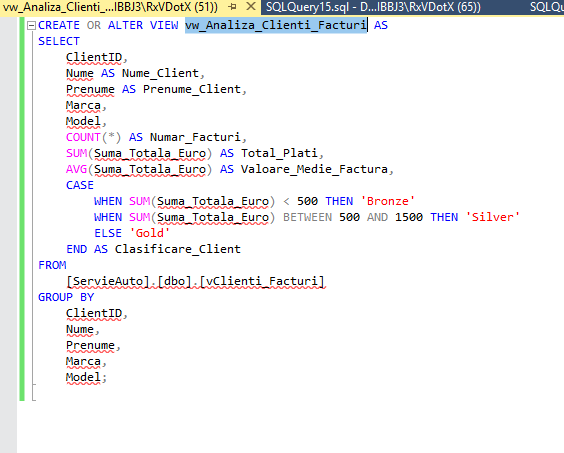 vw_Analiza_Clienti_...IBBJ3\RxVDotX (51)) SQLQuery15.sql - D...IBBJ3\RxVDotX (65)) SQLQ
CREATE OR ALTER VIEW vw_Analiza_Clienti_Facturi AS
SELECT
ClientID,
Nume AS Nume_Client,
Prenume AS Prenume_Client,
Marca,
Model,
COUNT(*) AS Numar_Facturi,
SUM(Suma_Totala_Euro) AS Total_Plati,
AVG(Suma_Totala_Euro) AS Valoare_Medie_Factura,
CASE
WHEN SUM(Suma_Totala_Euro) < 500 THEN 'Bronze'
WHEN SUM(Suma_Totala_Euro) BETWEEN 500 AND 1500 THEN 'Silver'
ELSE 'Gold'
END AS Clasificare_Client
FROM
[ServieAuto].[dbo].[vClienti_Facturi]
GROUP BY
ClientID,
Nume,
Prenume,
Marca,
Model;